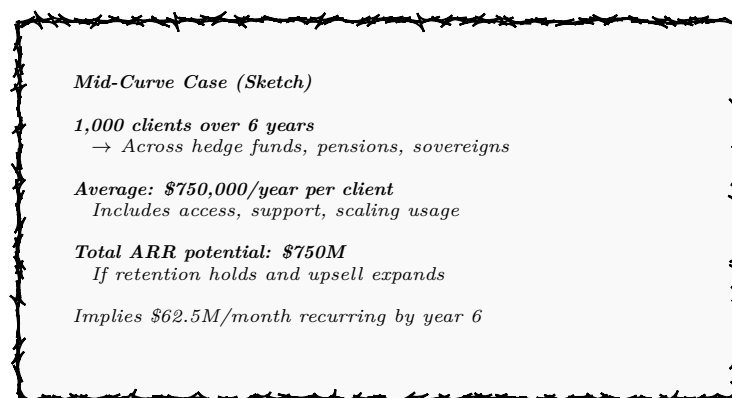 Mid-Curve Case (Sketch)
1,000 clients over 6 years
→ Across hedge funds, pensions, sovereigns
Average: $750,000/year per client
Includes access, support, scaling usage
Total ARR potential: $750M
If retention holds and upsell expands
Implies $62.5M/month recurring by year 6